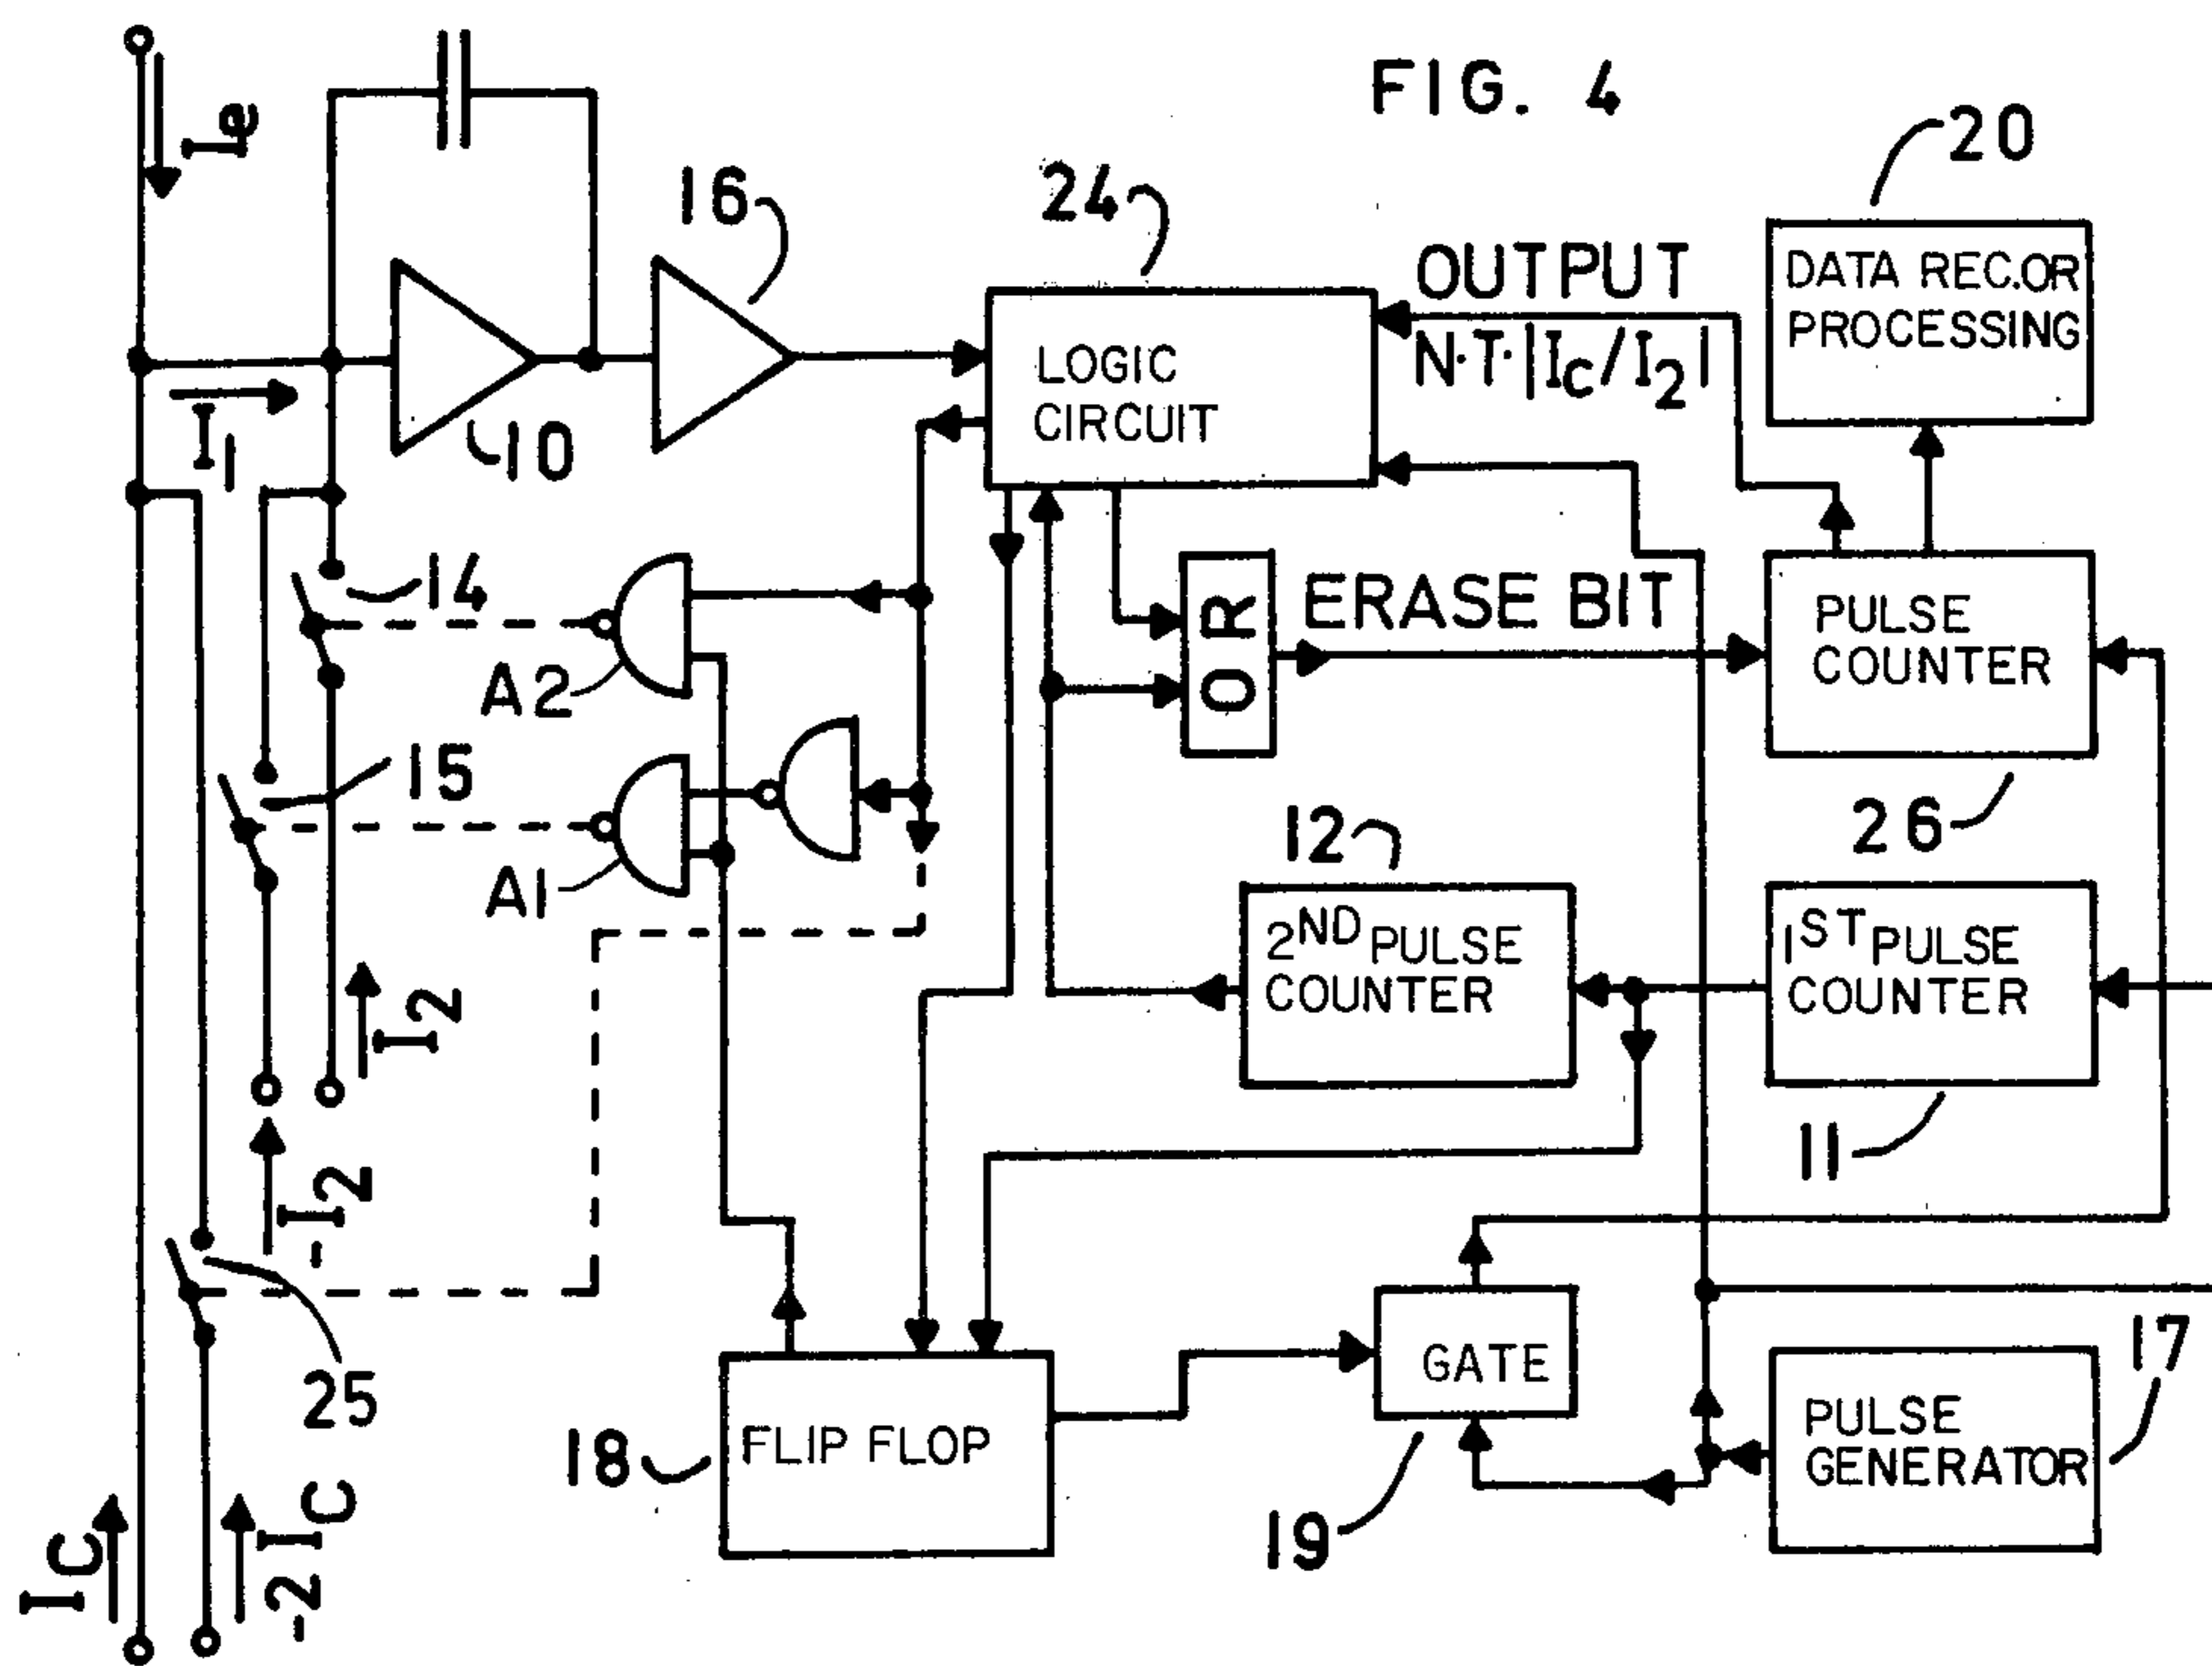 FIG. 4
Ie
16
24
20
OUTPUT
N·T·|IC/I2|
DATA REC.OR
PROCESSING
LOGIC
CIRCUIT
I1
10
14
A2
OR
ERASE BIT
PULSE
COUNTER
15
A1
12
26
2ND PULSE
COUNTER
1ST PULSE
COUNTER
I2
-I2
11
25
GATE
17
18
FLIP FLOP
PULSE
GENERATOR
19
IC
-2IC